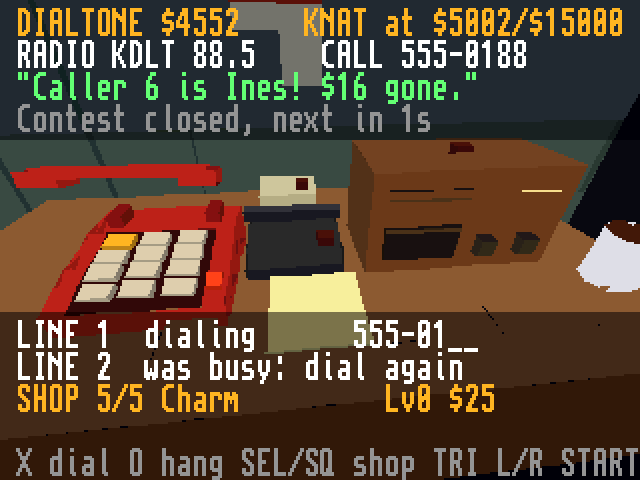 DIALTONE $4552 KNAT at $5002/$15000
RADIO KDLT 88.5 CALL 555-0188
"Caller 6 is Ines! $16 gone."
Contest closed, next in 1s
LINE 1 dialing 555-01__
LINE 2 was busy: dial again
SHOP 5/5 Charm Lv0 $25
X dial O hang SEL/SQ shop TRI L/R START